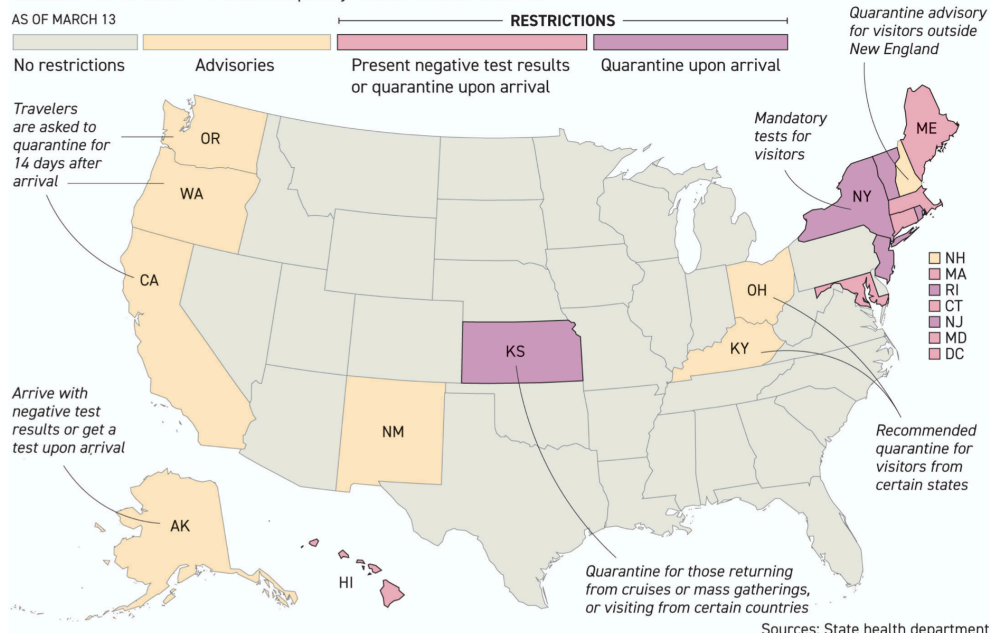 AS OF MARCH 13
RESTRICTIONS
No restrictions
Advisories
Present negative test results
or quarantine upon arrival
Quarantine upon arrival
Quarantine advisory
for visitors outside
New England
Travelers
are asked to
quarantine for
14 days after
arrival
Mandatory
tests for
visitors
OR
WA
CA
ME
NY
NH
MA
RI
CT
NJ
MD
DC
OH
KY
KS
NM
Arrive with
negative test
results or get a
test upon arrival
AK
HI
Recommended
quarantine for
visitors from
certain states
Quarantine for those returning
from cruises or mass gatherings,
or visiting from certain countries
Sources: State health department